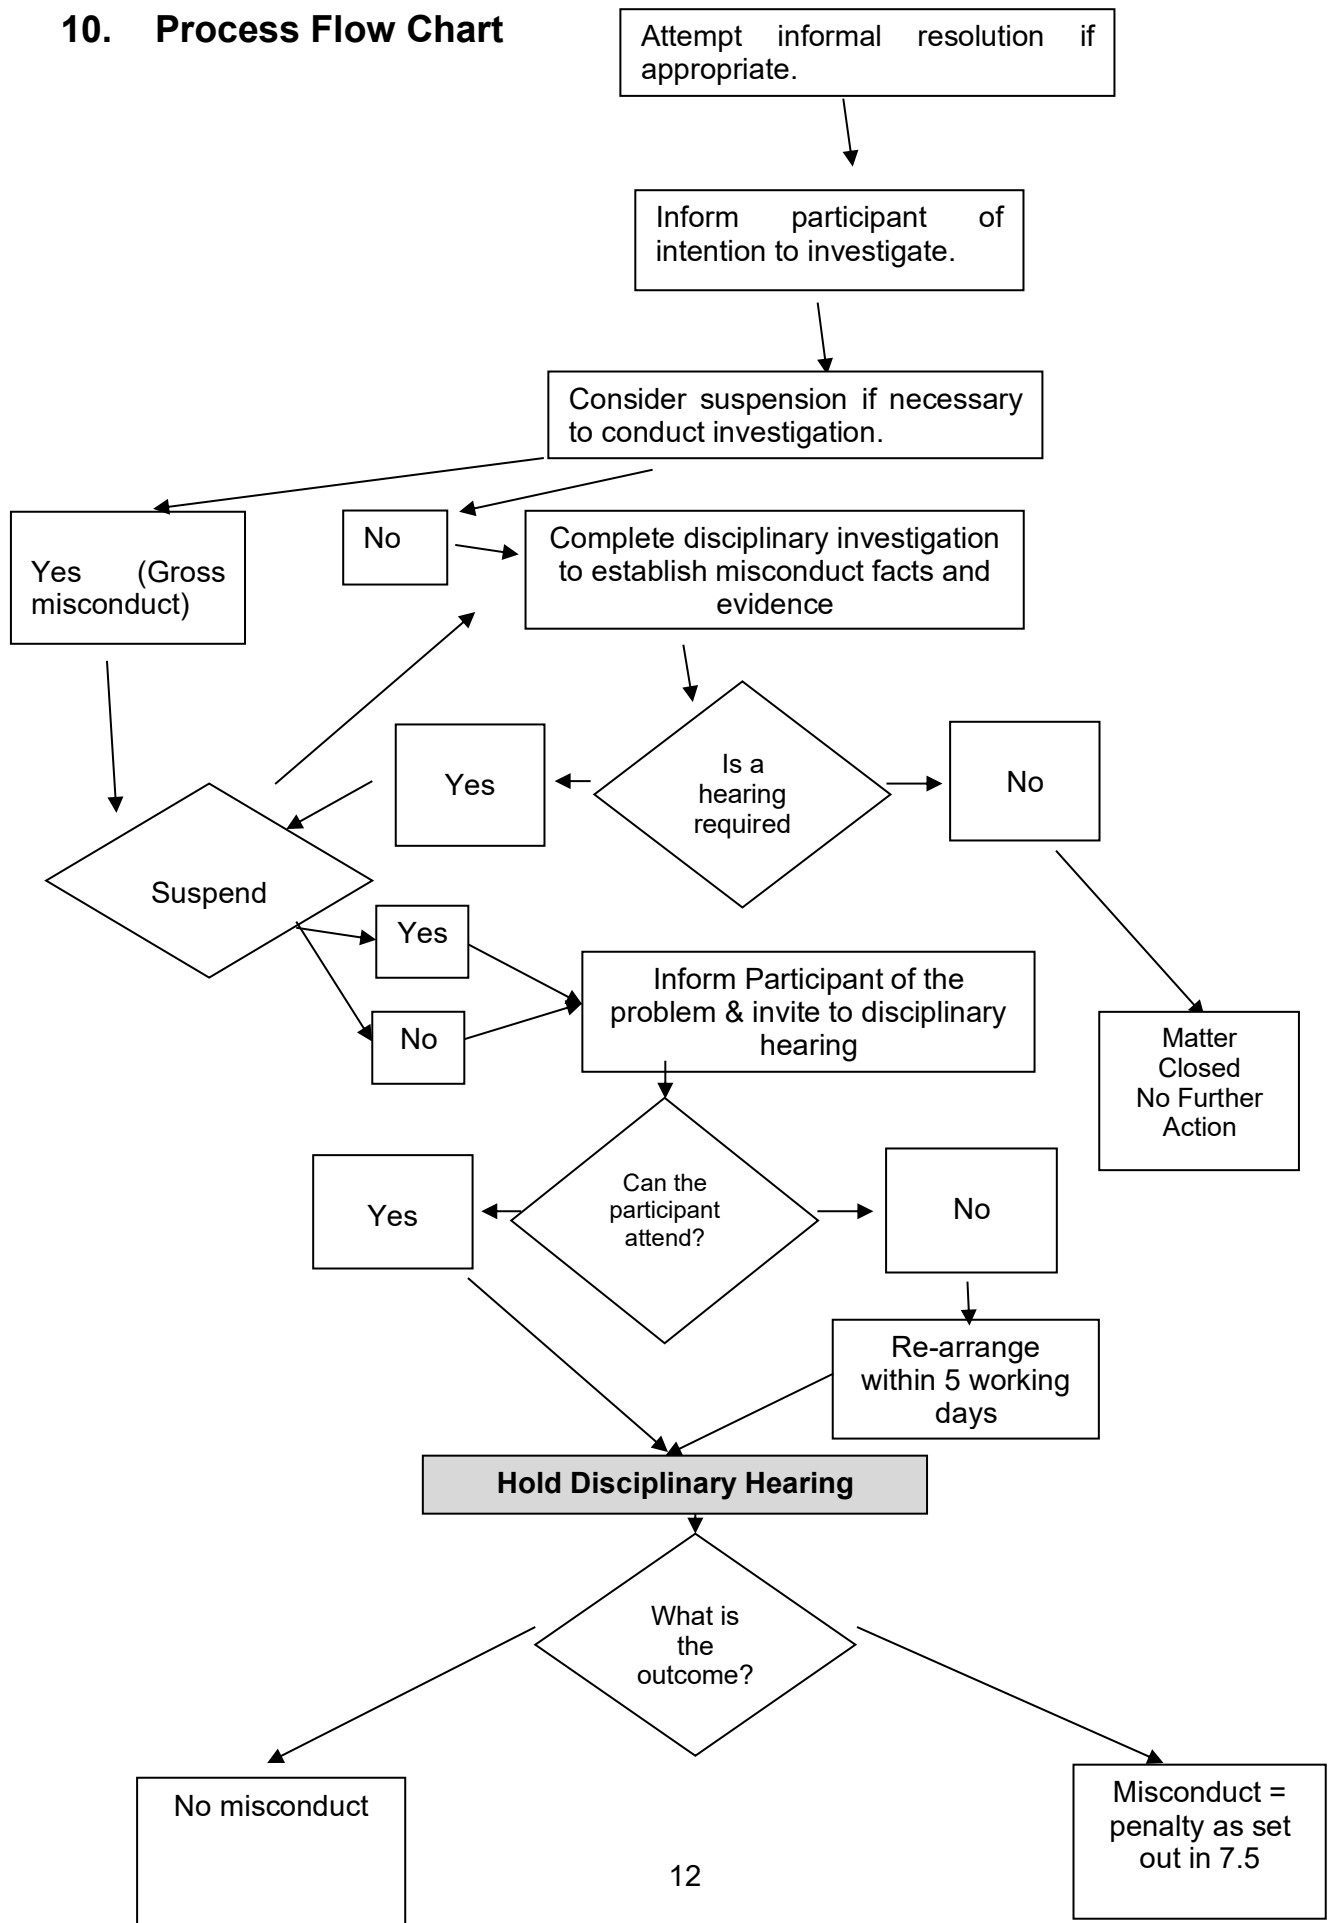 10. Process Flow Chart
Attempt informal resolution if
appropriate.
Inform participant of
intention to investigate.
Consider suspension if necessary
to conduct investigation.
Yes (Gross
misconduct)
No
Complete disciplinary investigation
to establish misconduct facts and
evidence
Yes
Is a
hearing
required
No
Suspend
Yes
No
Inform Participant of the
problem & invite to disciplinary
hearing
Matter
Closed
No Further
Action
Yes
Can the
participant
attend?
No
Re-arrange
within 5 working
days
Hold Disciplinary Hearing
What is
the
outcome?
No misconduct
Misconduct =
penalty as set
out in 7.5
12